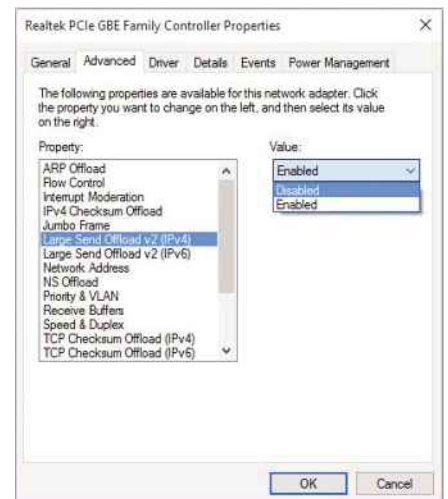 Realtek PCIe GBE Family Controller Properties
General Advanced Driver Details Events Power Management
The following properties are available for this network adapter. Click
the property you want to change on the left, and then select its value
on the right.
Property:
Value:
ARP Offload
Flow Control
Interrupt Moderation
IPv4 Checksum Offload
Jumbo Frame
Large Send Offload v2 (IPv4)
Large Send Offload v2 (IPv6)
Network Address
NS Offload
Priority & VLAN
Receive Buffers
Speed & Duplex
TCP Checksum Offload (IPv4)
TCP Checksum Offload (IPv6)
Enabled
Disabled
Enabled
OK Cancel